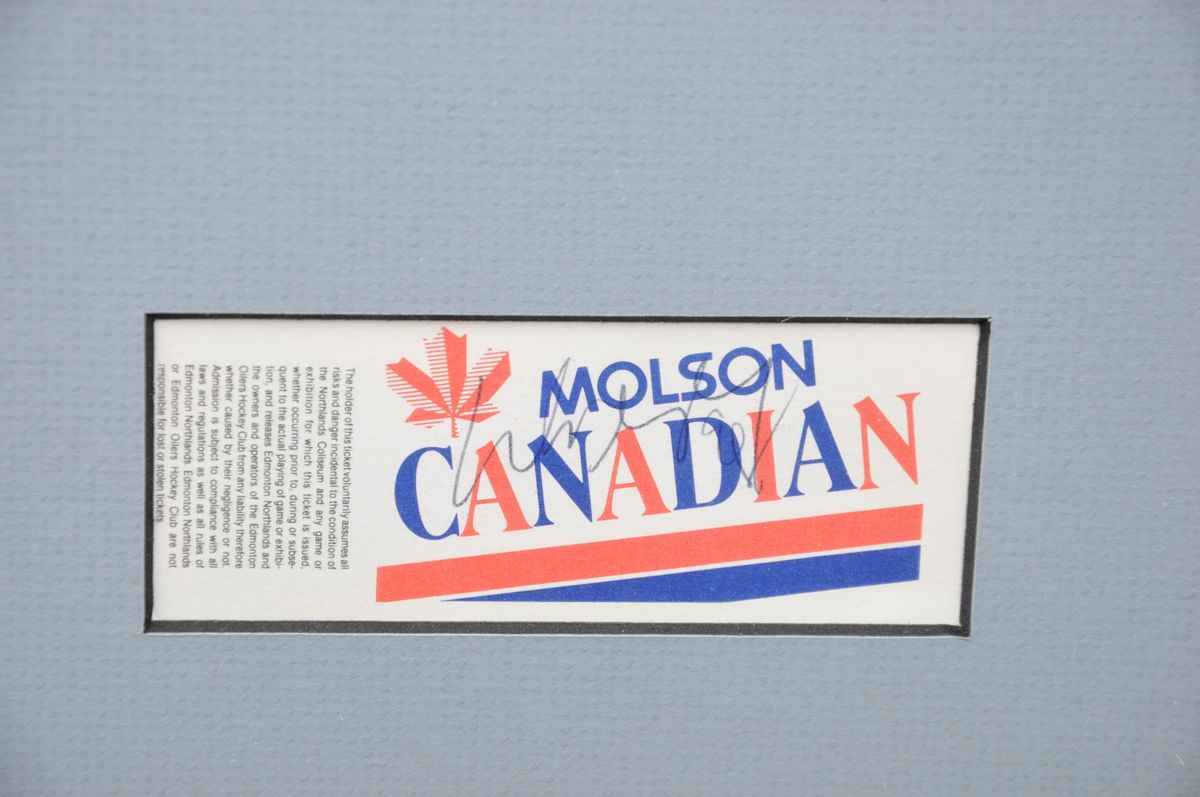 MOLSON
CANADIAN
The holder of this ticket voluntarily assumes all
risks and danger incidental to the condition of
the Northlands Coliseum and any game or
exhibition for which this ticket is issued,
whether occurring prior to, during or subse-
quent to the actual playing of game or exhibi-
tion, and releases Edmonton Northlands and
the owners and operators of the Edmonton
Oilers Hockey Club from any liability therefore
whether caused by their negligence or not.
Admission is subject to compliance with all
laws and regulations as well as all rules of
Edmonton Northlands. Edmonton Northlands
or Edmonton Oilers Hockey Club are not
responsible for lost or stolen tickets.